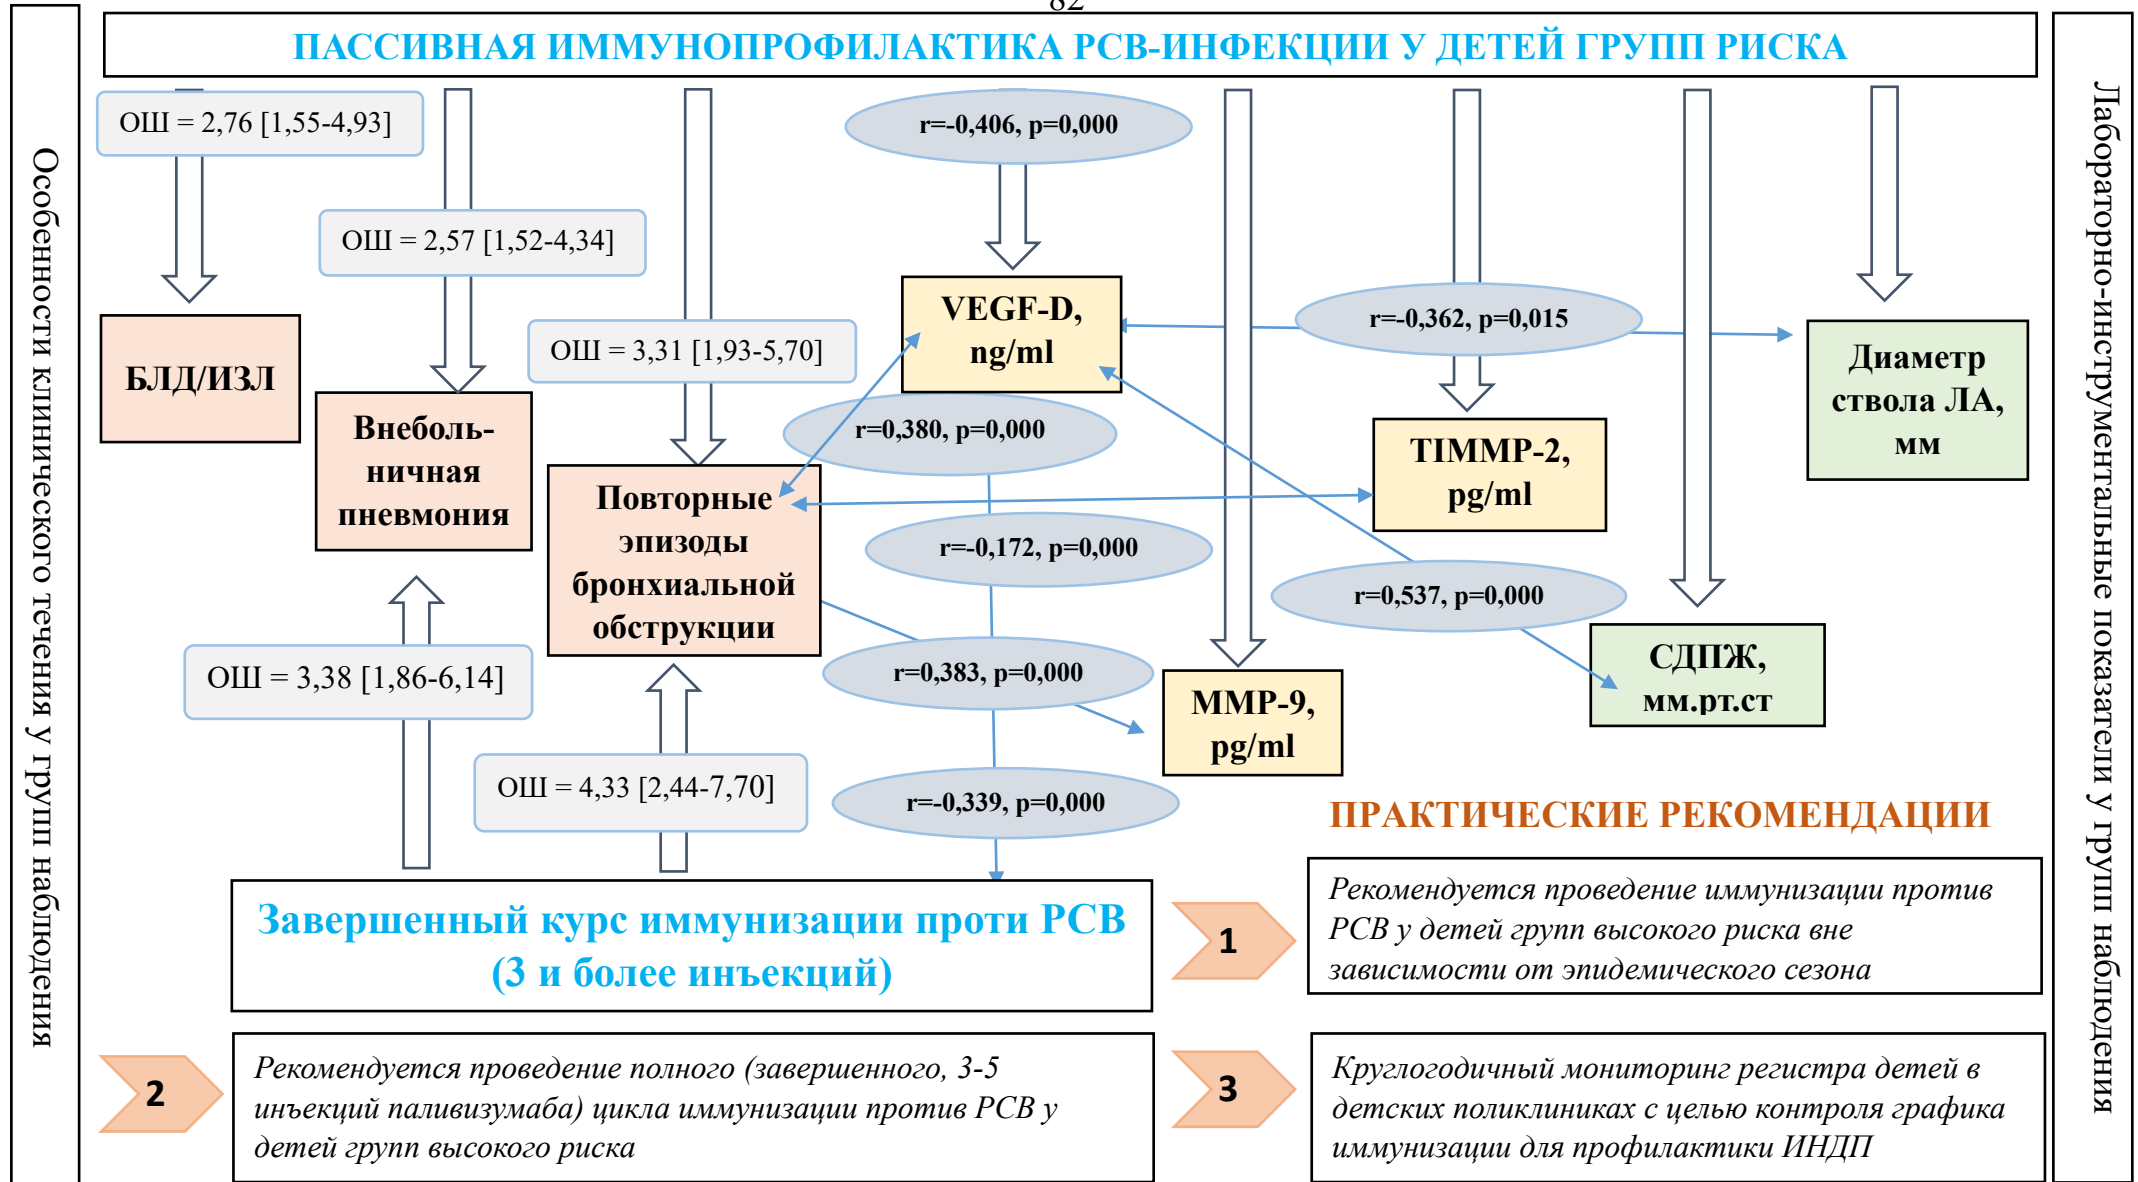 82
ПАССИВНАЯ ИММУНОПРОФИЛАКТИКА РСВ-ИНФЕКЦИИ У ДЕТЕЙ ГРУПП РИСКА
Особенности клинического течения у групп наблюдения
ОШ = 2,76 [1,55-4,93]
r=-0,406, p=0,000
ОШ = 2,57 [1,52-4,34]
VEGF-D,
ng/ml
r=-0,362, p=0,015
ОШ = 3,31 [1,93-5,70]
БЛД/ИЗЛ
Диаметр
ствола ЛА,
мм
Внеболь-
ничная
пневмония
r=0,380, p=0,000
TIMMP-2,
pg/ml
Повторные
эпизоды
бронхиальной
обструкции
r=-0,172, p=0,000
r=0,537, p=0,000
ОШ = 3,38 [1,86-6,14]
r=0,383, p=0,000
СДПЖ,
мм.рт.ст
MMP-9,
pg/ml
ОШ = 4,33 [2,44-7,70]
r=-0,339, p=0,000
Лабораторно-инструментальные показатели у групп наблюдения
Завершенный курс иммунизации проти РСВ
(3 и более инъекций)
ПРАКТИЧЕСКИЕ РЕКОМЕНДАЦИИ
1
Рекомендуется проведение иммунизации против
РСВ у детей групп высокого риска вне
зависимости от эпидемического сезона
2
Рекомендуется проведение полного (завершенного, 3-5
инъекций паливизумаба) цикла иммунизации против РСВ у
детей групп высокого риска
3
Круглогодичный мониторинг регистра детей в
детских поликлиниках с целью контроля графика
иммунизации для профилактики ИНДП